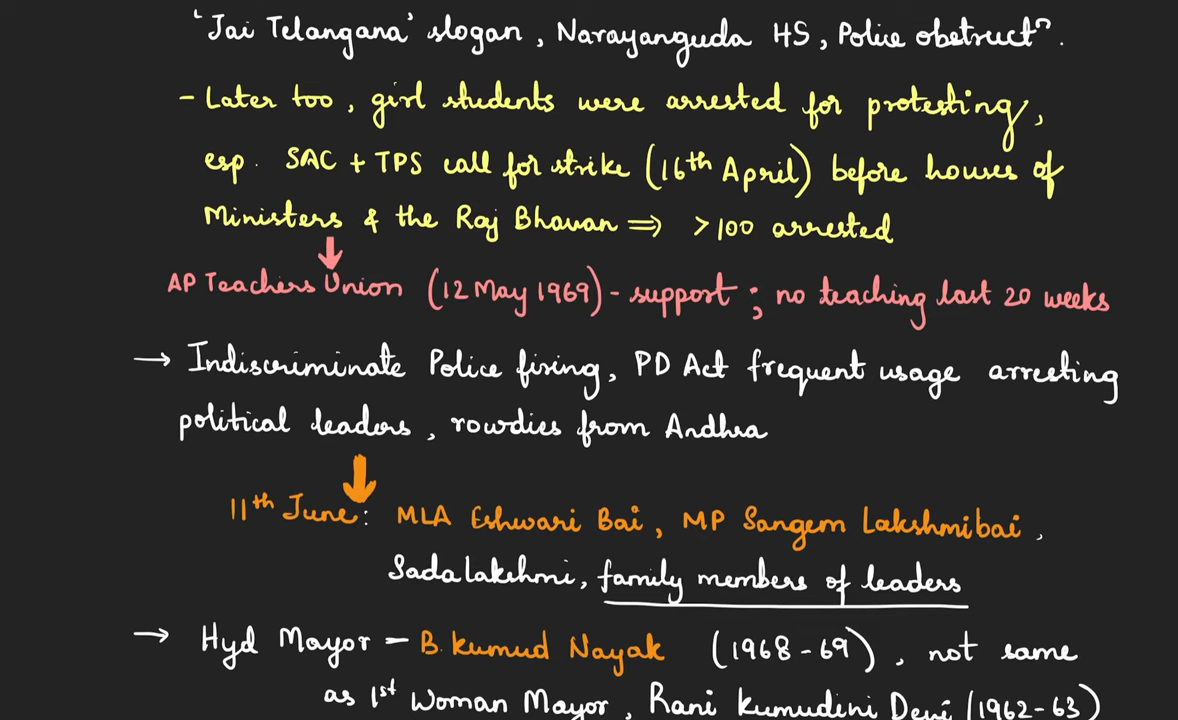 'Jai Telangana' slogan, Narayanguda HS, Police obstructⁿ.
- Later too, girl students were arrested for protesting,
esp. SAC + TPS call for strike (16th April) before houses of
Ministers & the Raj Bhavan ⇒ >100 arrested
↓
AP Teachers Union (12 May 1969) - support; no teaching last 20 weeks
→ Indiscriminate Police firing, PD Act frequent usage arresting
political leaders, rowdies from Andhra
↓
11th June: MLA Eshwari Bai, MP Sangem Lakshmibai,
Sadalakshmi, family members of leaders
→ Hyd Mayor - B. Kumud Nayak (1968-69), not same
as 1st Woman Mayor, Rani Kumudini Devi (1962-63)